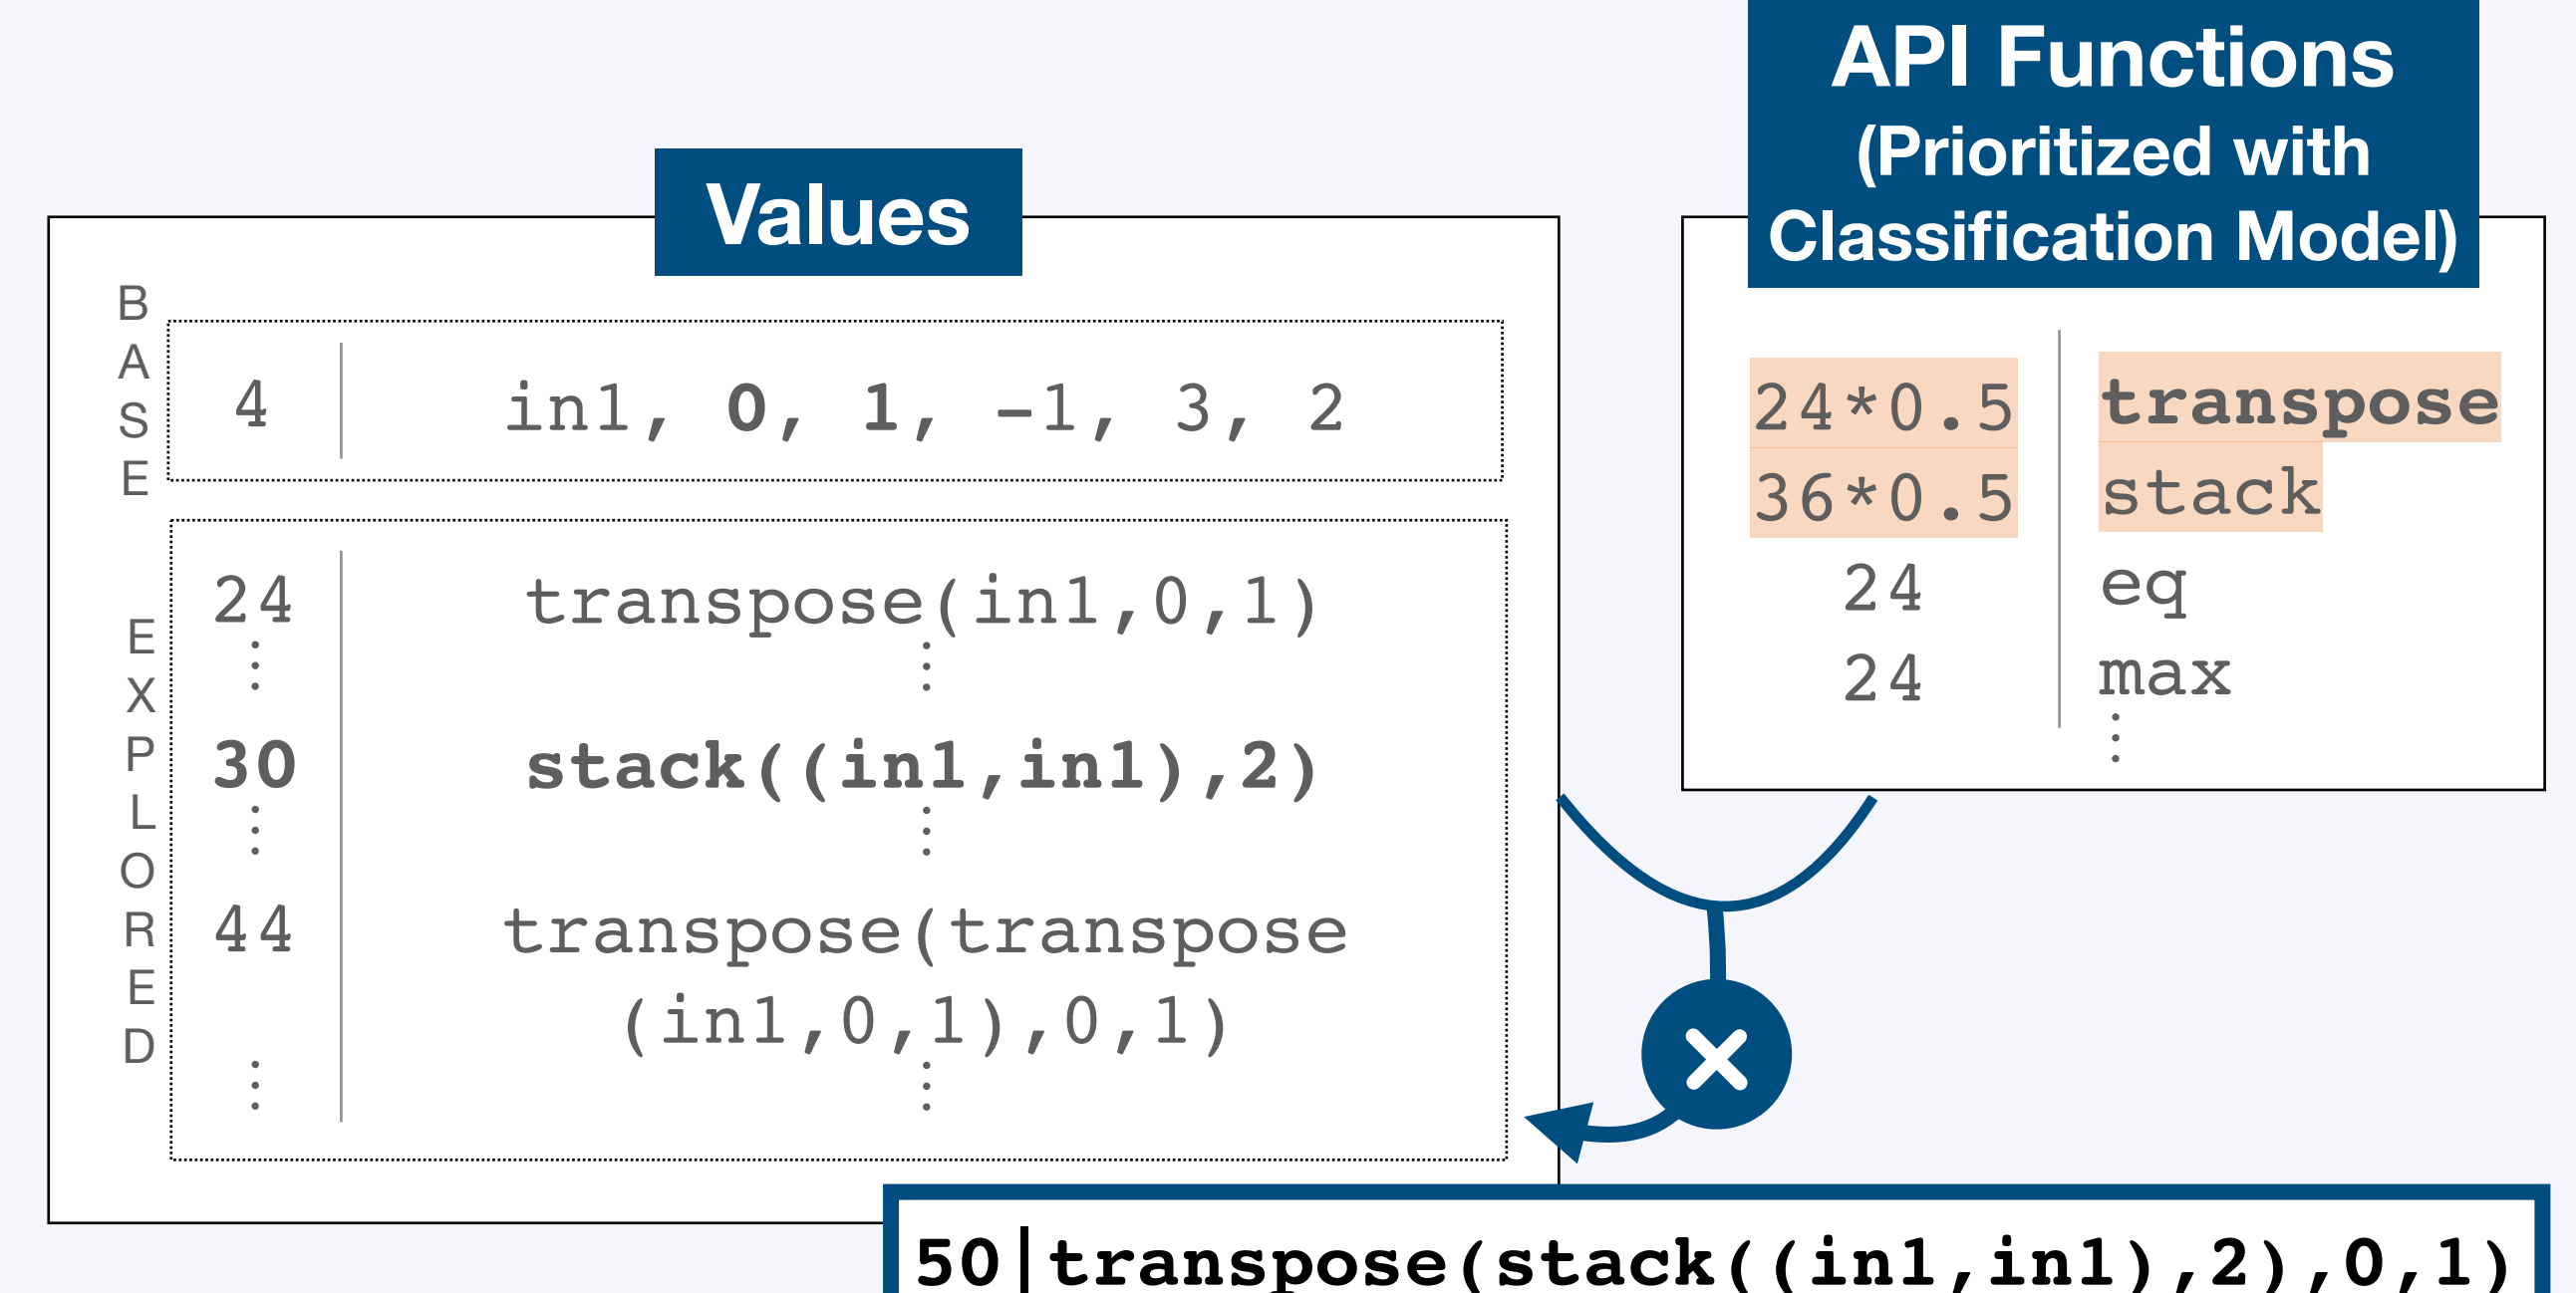 API Functions
(Prioritized with
Classification Model)
Values
BASE
4 in1, 0, 1, -1, 3, 2
EXPLORED
24 transpose(in1,0,1)
30 stack((in1,in1),2)
44 transpose(transpose
(in1,0,1),0,1)
24*0.5 transpose
36*0.5 stack
24 eq
24 max
50|transpose(stack((in1,in1),2),0,1)